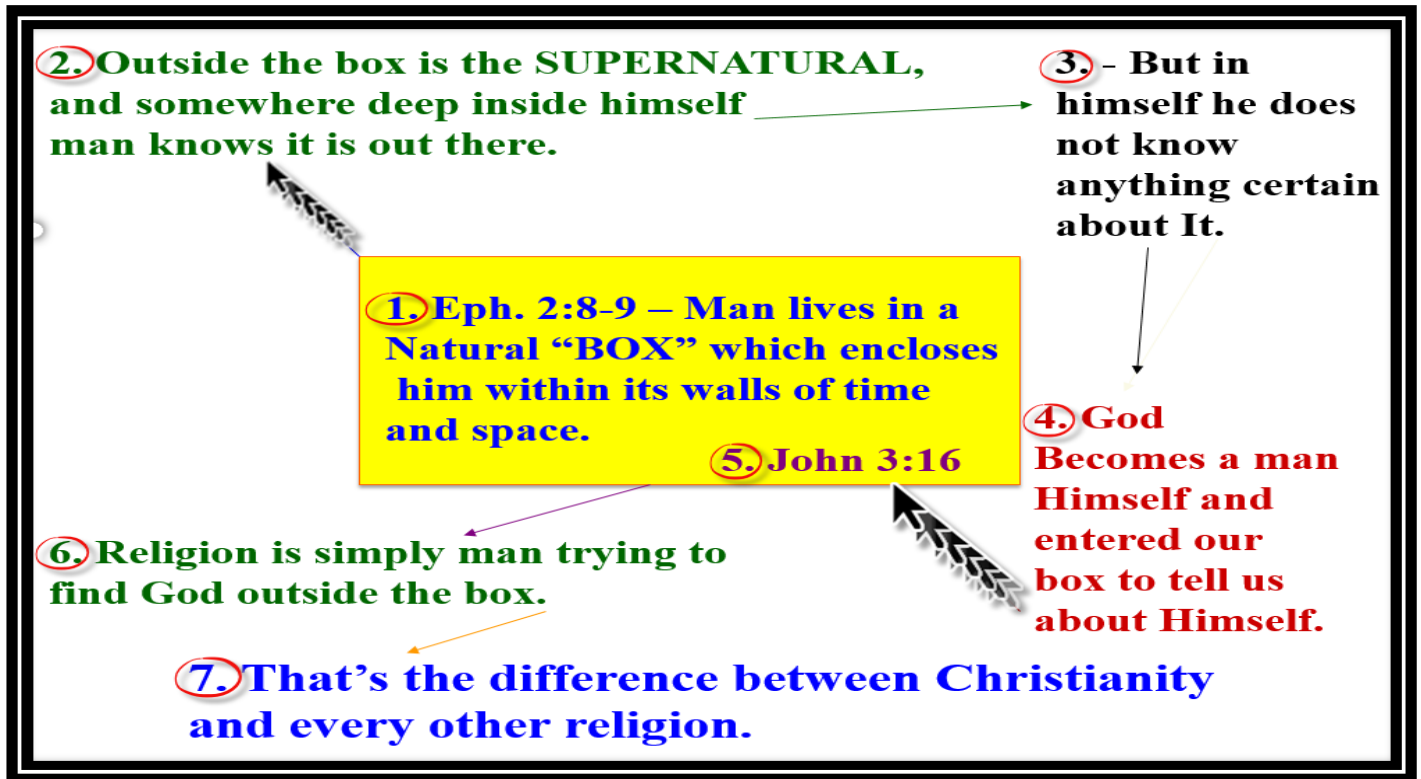 2. Outside the box is the SUPERNATURAL,
and somewhere deep inside himself
man knows it is out there.
3. - But in
himself he does
not know
anything certain
about It.
1. Eph. 2:8-9 – Man lives in a
Natural “BOX” which encloses
him within its walls of time
and space.
4. God
Becomes a man
Himself and
entered our
box to tell us
about Himself.
5. John 3:16
6. Religion is simply man trying to
find God outside the box.
7. That’s the difference between Christianity
and every other religion.